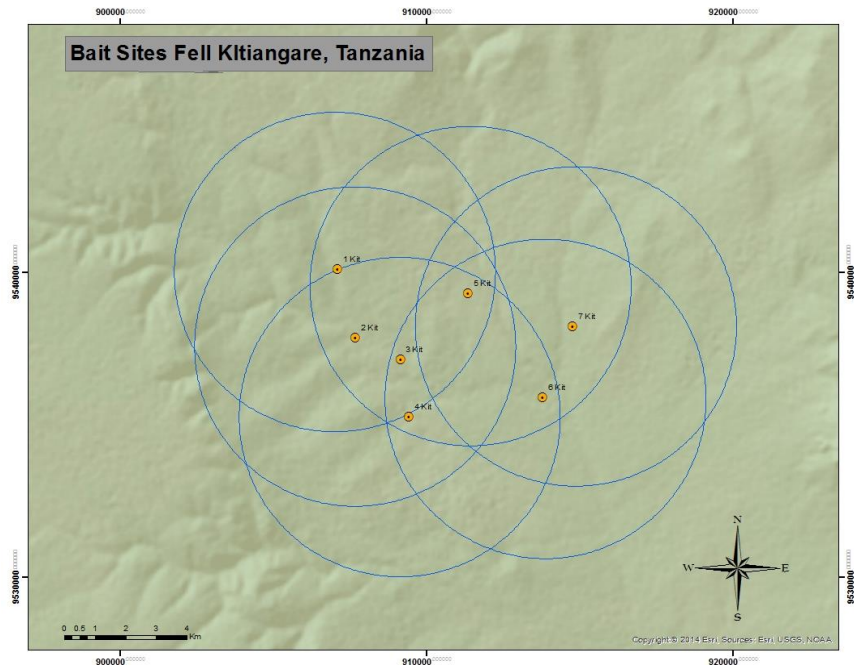 900000 910000 920000
Bait Sites Fell KItiangare, Tanzania
9540000 9540000
1 Kit
5 Kit
7 Kit
2 Kit
3 Kit
6 Kit
4 Kit
N
W E
S
9530000 9530000
0 0.5 1 2 3 4
Km
Copyright:© 2014 Esri, Sources: Esri, USGS, NOAA
900000 910000 920000